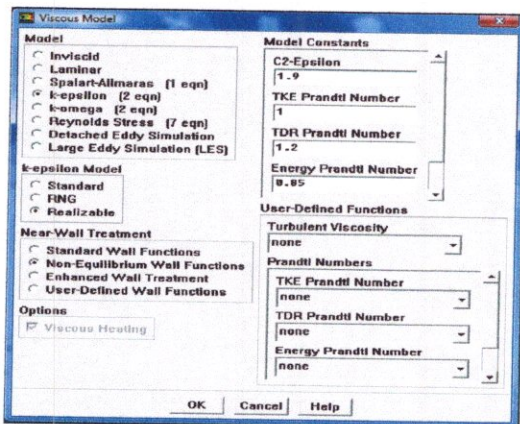 Viscous Model
Model
Inviscid
Laminar
Spalart-Allmaras (1 eqn)
k-epsilon (2 eqn)
k-omega (2 eqn)
Reynolds Stress (7 eqn)
Detached Eddy Simulation
Large Eddy Simulation (LES)
k-epsilon Model
Standard
RNG
Realizable
Near-Wall Treatment
Standard Wall Functions
Non-Equilibrium Wall Functions
Enhanced Wall Treatment
User-Defined Wall Functions
Options
Viscous Heating
Model Constants
C2-Epsilon
1.9
TKE Prandtl Number
1
TDR Prandtl Number
1.2
Energy Prandtl Number
0.85
User-Defined Functions
Turbulent Viscosity
none
Prandtl Numbers
TKE Prandtl Number
none
TDR Prandtl Number
none
Energy Prandtl Number
none
OK Cancel Help